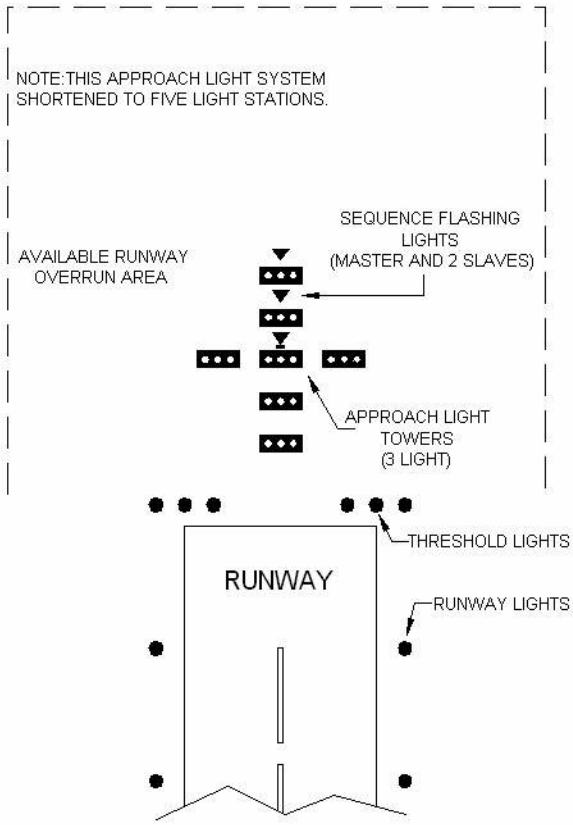 NOTE:THIS APPROACH LIGHT SYSTEM
SHORTENED TO FIVE LIGHT STATIONS.
SEQUENCE FLASHING
LIGHTS
(MASTER AND 2 SLAVES)
AVAILABLE RUNWAY
OVERRUN AREA
APPROACH LIGHT
TOWERS
(3 LIGHT)
THRESHOLD LIGHTS
RUNWAY
RUNWAY LIGHTS